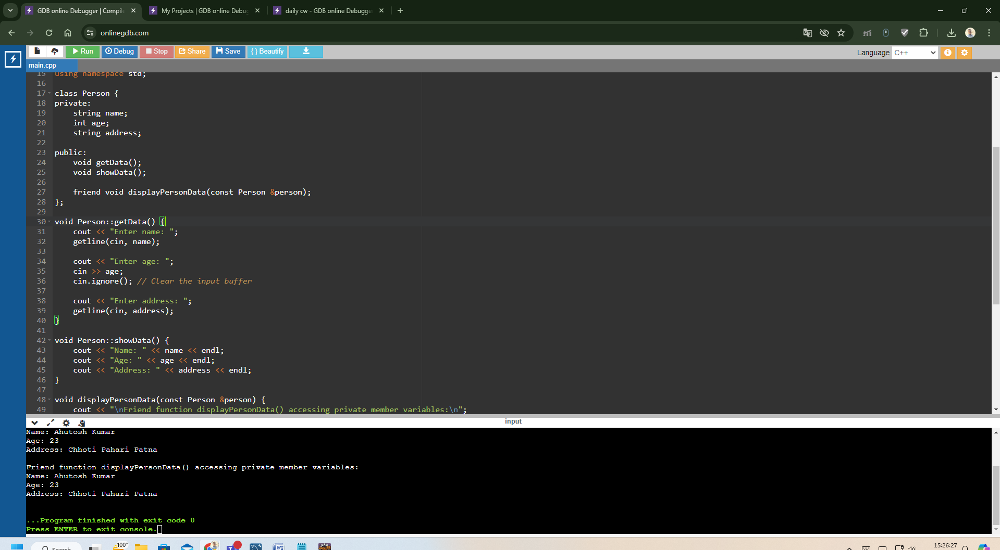 GDB online Debugger | Compile
My Projects | GDB online Debu
daily cw - GDB online Debugge
onlinegdb.com
Run Debug Stop Share Save { } Beautify
Language C++
main.cpp
15 using namespace std;
16
17 class Person {
18 private:
19 string name;
20 int age;
21 string address;
22
23 public:
24 void getData();
25 void showData();
26
27 friend void displayPersonData(const Person &person);
28 };
29
30 void Person::getData() {
31 cout << "Enter name: ";
32 getline(cin, name);
33
34 cout << "Enter age: ";
35 cin >> age;
36 cin.ignore(); // Clear the input buffer
37
38 cout << "Enter address: ";
39 getline(cin, address);
40 }
41
42 void Person::showData() {
43 cout << "Name: " << name << endl;
44 cout << "Age: " << age << endl;
45 cout << "Address: " << address << endl;
46 }
47
48 void displayPersonData(const Person &person) {
49 cout << "\nFriend function displayPersonData() accessing private member variables:\n";
input
Name: Ahutosh Kumar
Age: 23
Address: Chhoti Pahari Patna
Friend function displayPersonData() accessing private member variables:
Name: Ahutosh Kumar
Age: 23
Address: Chhoti Pahari Patna
...Program finished with exit code 0
Press ENTER to exit console.
Search
100°
15:26:27